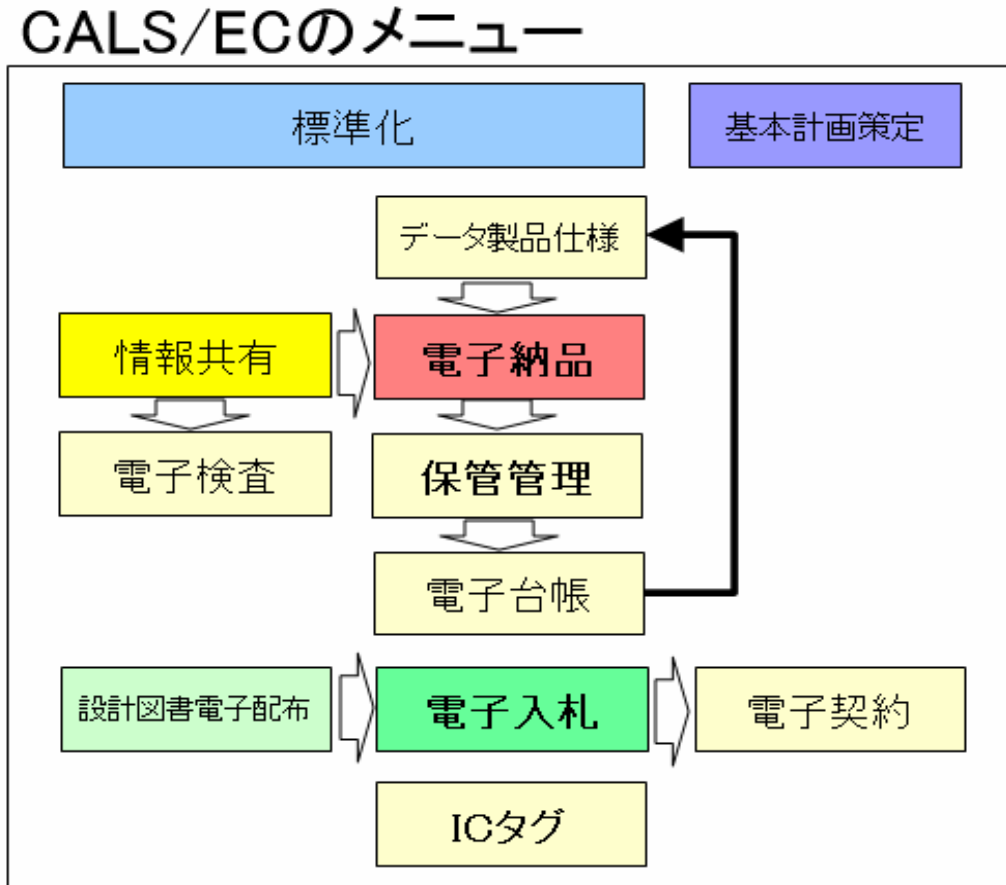 CALS/ECのメニュー
標準化
基本計画策定
データ製品仕様
情報共有
電子納品
電子検査
保管管理
電子台帳
設計図書電子配布
電子入札
電子契約
ICタグ